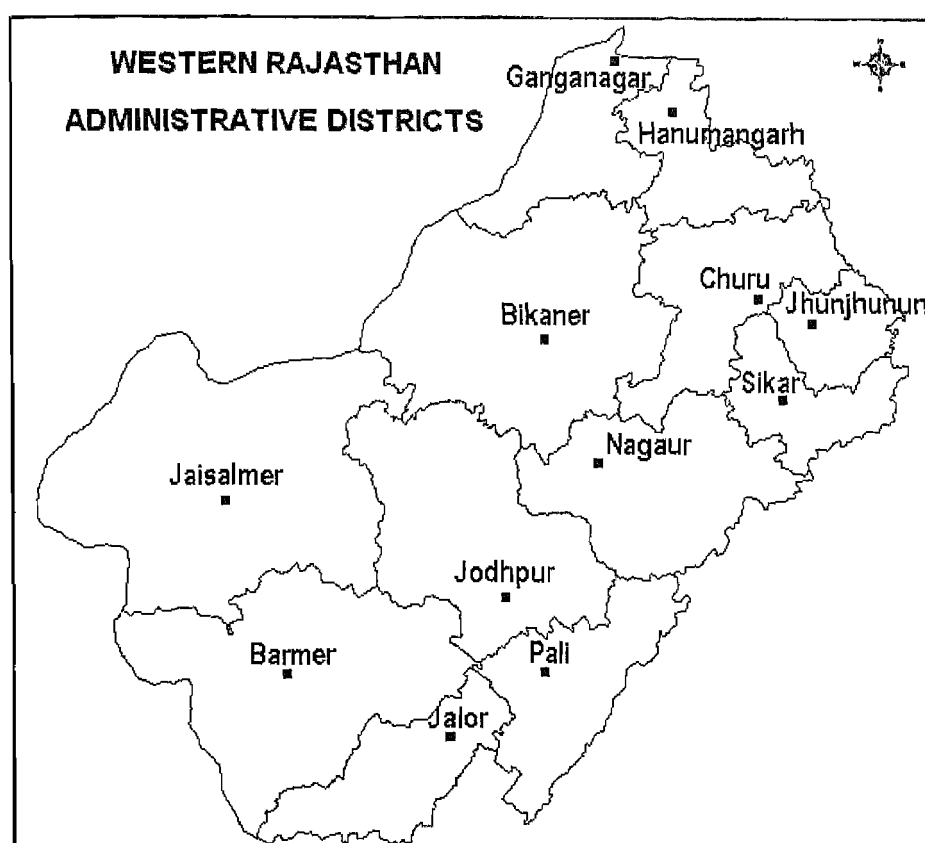 WESTERN RAJASTHAN
ADMINISTRATIVE DISTRICTS
Ganganagar
Hanumangarh
Churu
Jhunjhunun
Bikaner
Sikar
Nagaur
Jaisalmer
Jodhpur
Barmer
Pali
Jalor